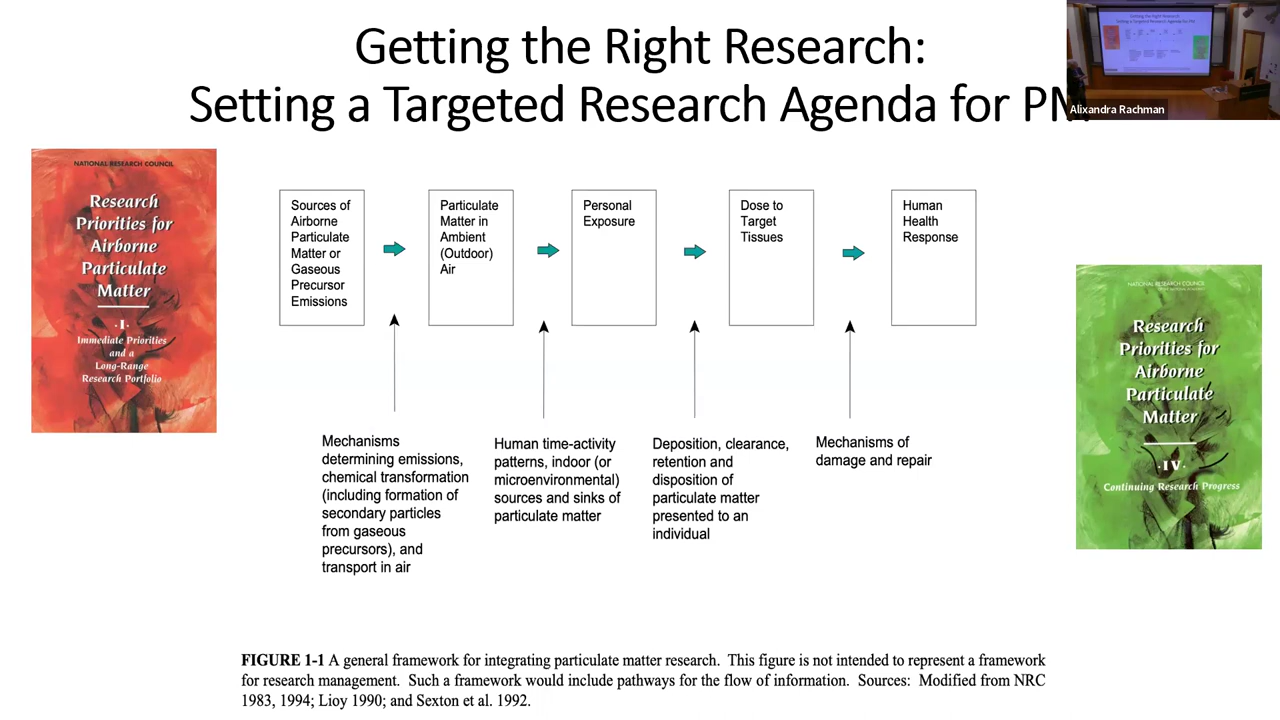 Getting the Right Research:
Setting a Targeted Research Agenda for PM
Alixandra Rachman
NATIONAL RESEARCH COUNCIL
Research
Priorities for
Airborne
Particulate
Matter
·I·
Immediate Priorities
and a
Long-Range
Research Portfolio
Sources of
Airborne
Particulate
Matter or
Gaseous
Precursor
Emissions
Particulate
Matter in
Ambient
(Outdoor)
Air
Personal
Exposure
Dose to
Target
Tissues
Human
Health
Response
Mechanisms
determining emissions,
chemical transformation
(including formation of
secondary particles
from gaseous
precursors), and
transport in air
Human time-activity
patterns, indoor (or
microenvironmental)
sources and sinks of
particulate matter
Deposition, clearance,
retention and
disposition of
particulate matter
presented to an
individual
Mechanisms of
damage and repair
NATIONAL RESEARCH COUNCIL
Research
Priorities for
Airborne
Particulate
Matter
·IV·
Continuing Research Progress
FIGURE 1-1 A general framework for integrating particulate matter research. This figure is not intended to represent a framework
for research management. Such a framework would include pathways for the flow of information. Sources: Modified from NRC
1983, 1994; Lioy 1990; and Sexton et al. 1992.